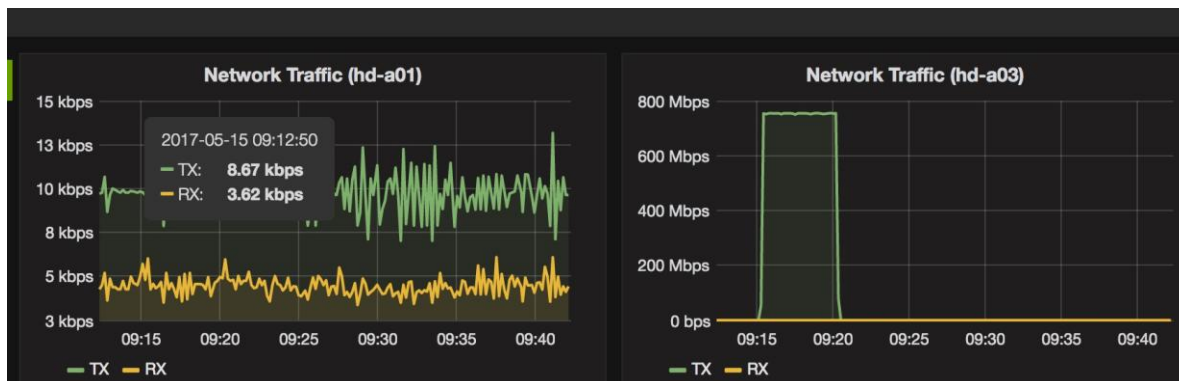 Network Traffic (hd-a01)
15 kbps
13 kbps
10 kbps
8 kbps
5 kbps
3 kbps
2017-05-15 09:12:50
TX: 8.67 kbps
RX: 3.62 kbps
09:15 09:20 09:25 09:30 09:35 09:40
TX RX
Network Traffic (hd-a03)
800 Mbps
600 Mbps
400 Mbps
200 Mbps
0 bps
09:15 09:20 09:25 09:30 09:35 09:40
TX RX